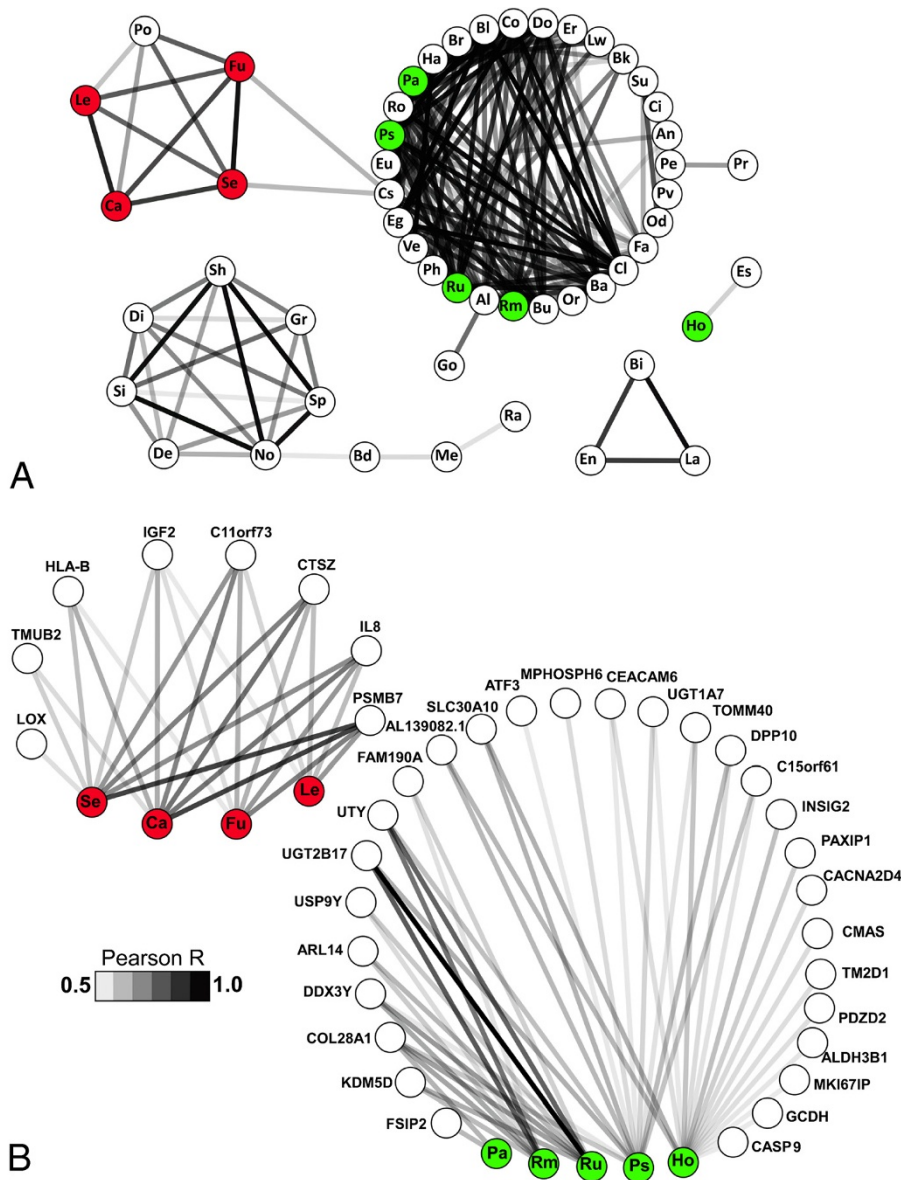 Po
Fu
Le
Se
Ca
Co
Do
Er
Bl
Lw
Br
Bk
Ha
Su
Pa
Ci
Ro
An
Ps
Pe
Pr
Eu
Pv
Cs
Od
Eg
Fa
Ve
Cl
Ph
Ba
Ru
Or
Al
Rm
Bu
Es
Ho
Go
Sh
Di
Gr
Si
Sp
De
No
Bd
Me
Ra
Bi
En
La
A
IGF2
C11orf73
HLA-B
CTSZ
TMUB2
IL8
LOX
PSMB7
Se
Ca
Fu
Le
MPHOSPH6
CEACAM6
ATF3
UGT1A7
SLC30A10
TOMM40
AL139082.1
DPP10
FAM190A
C15orf61
UTY
INSIG2
UGT2B17
PAXIP1
USP9Y
CACNA2D4
ARL14
CMAS
DDX3Y
TM2D1
COL28A1
PDZD2
KDM5D
ALDH3B1
FSIP2
MKI67IP
GCDH
CASP9
Pa
Rm
Ru
Ps
Ho
Pearson R
0.5 1.0
B